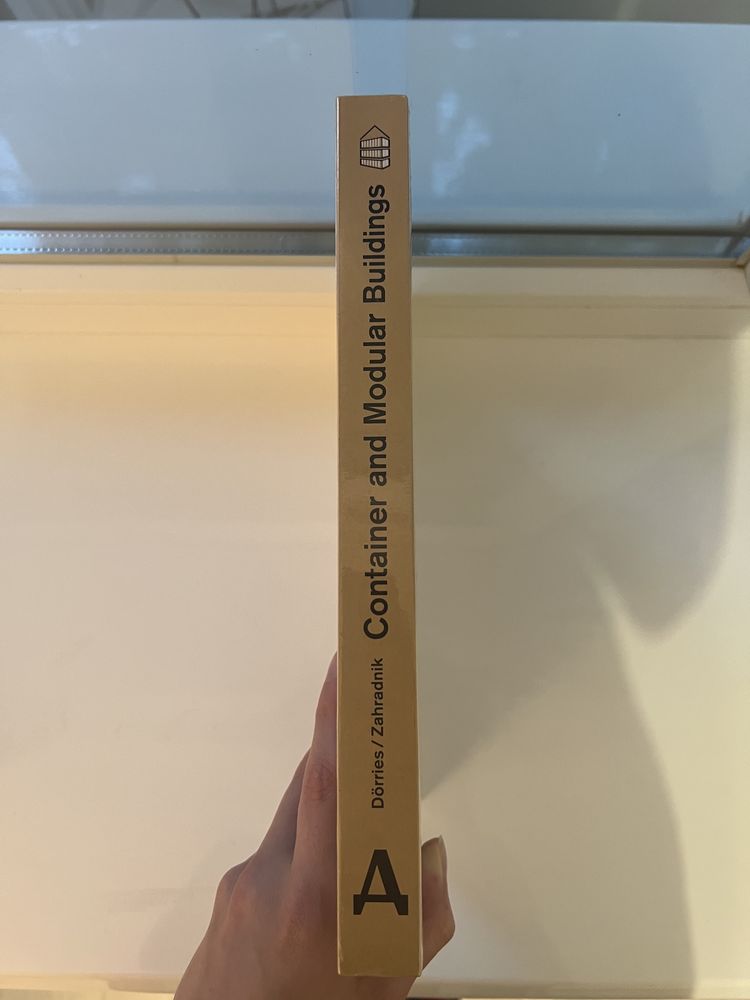 Д
Dörries / Zahradnik
Container and Modular Buildings